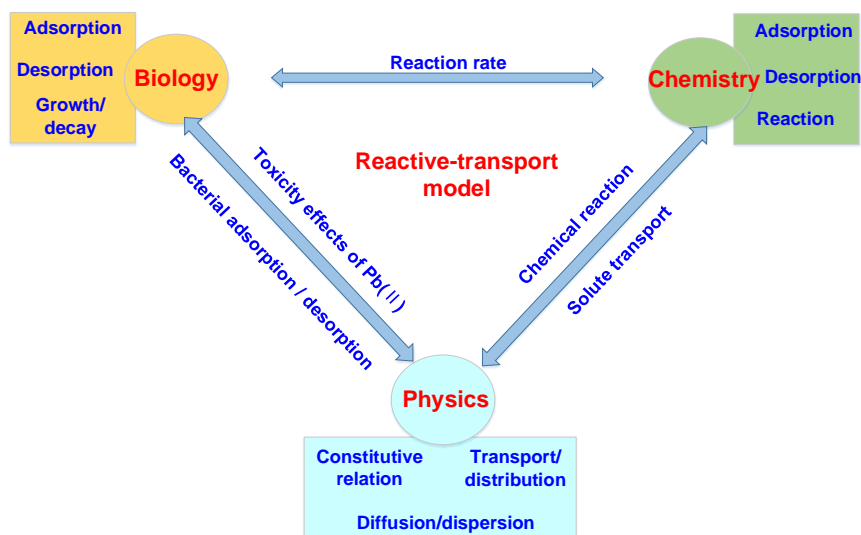 Adsorption
Desorption
Growth/
decay
Biology
Reaction rate
Chemistry
Adsorption
Desorption
Reaction
Reactive-transport
model
Toxicity effects of Pb(Ⅱ)
Bacterial adsorption / desorption
Chemical reaction
Solute transport
Physics
Constitutive
relation
Transport/
distribution
Diffusion/dispersion